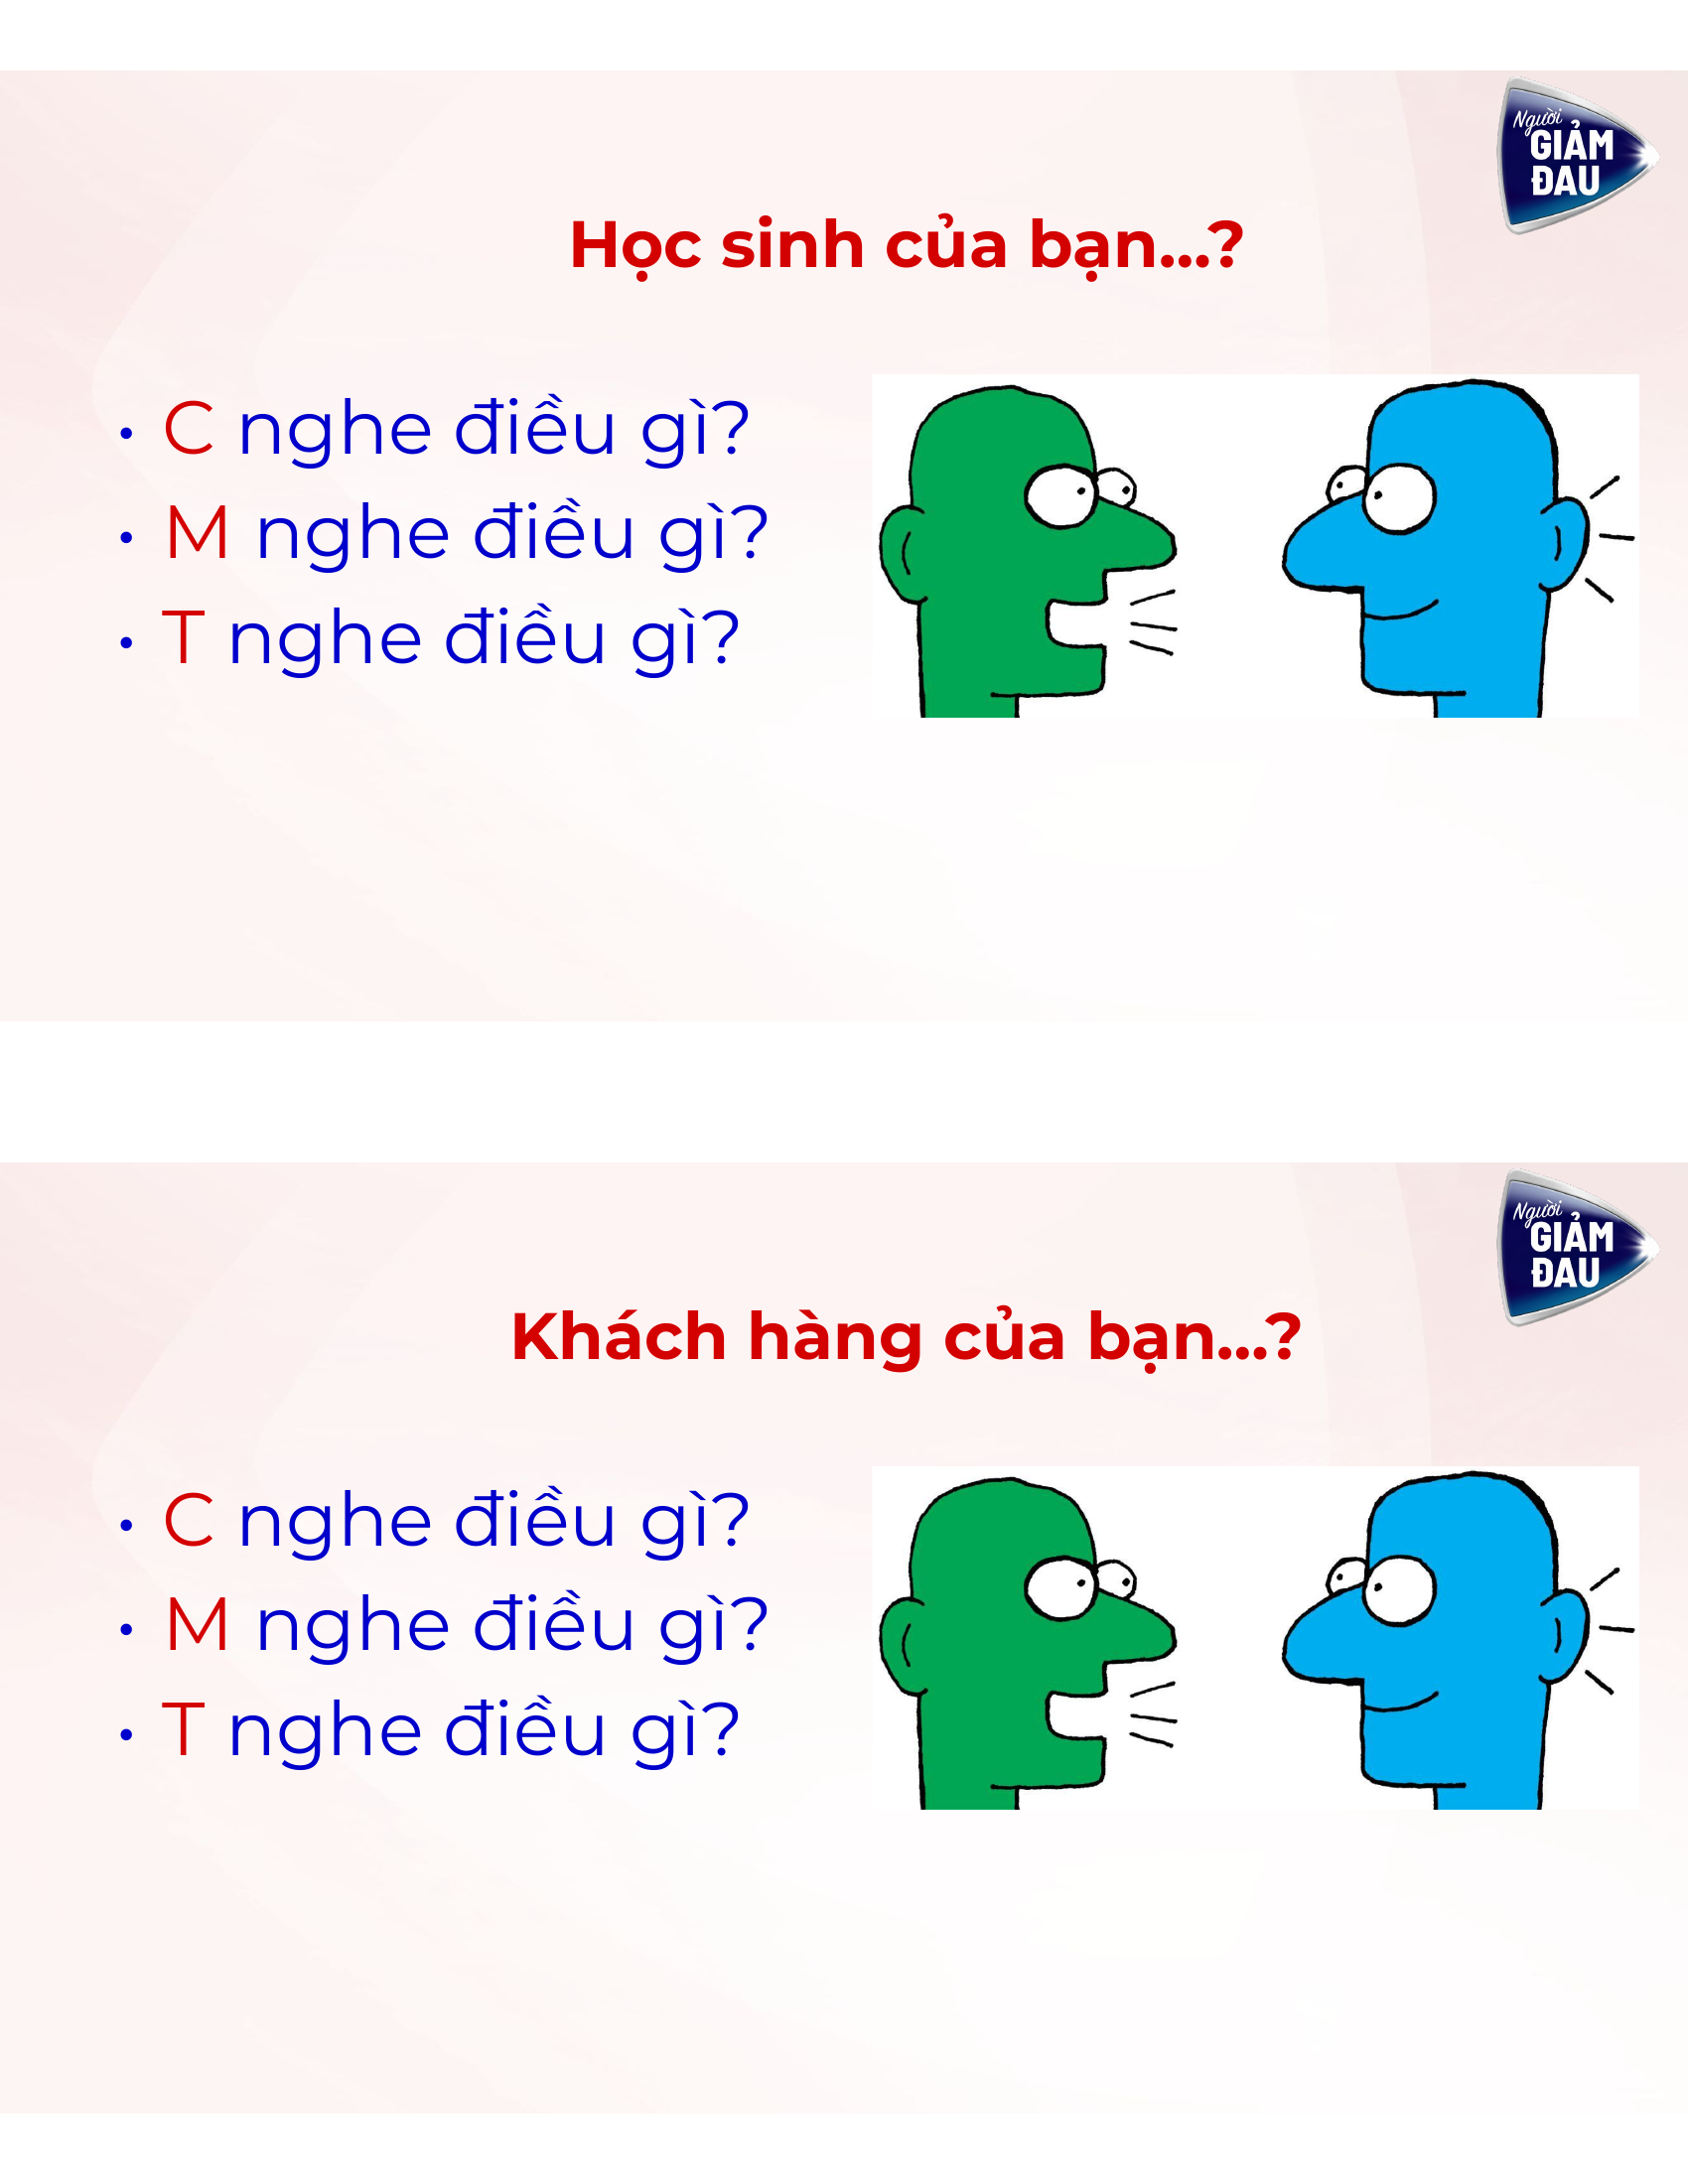 Người
GIẢM
ĐAU
Học sinh của bạn...?
• C nghe điều gì?
• M nghe điều gì?
• T nghe điều gì?
Người
GIẢM
ĐAU
Khách hàng của bạn...?
• C nghe điều gì?
• M nghe điều gì?
• T nghe điều gì?